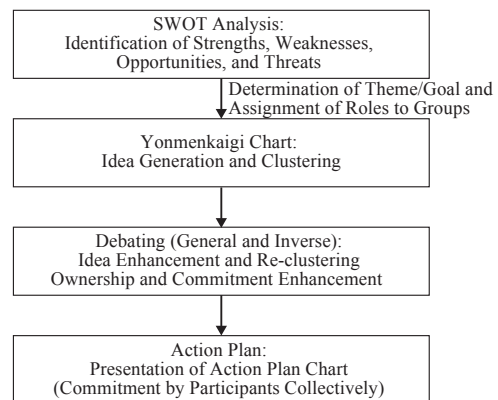 SWOT Analysis:
Identification of Strengths, Weaknesses,
Opportunities, and Threats
Determination of Theme/Goal and
Assignment of Roles to Groups
Yonmenkaigi Chart:
Idea Generation and Clustering
Debating (General and Inverse):
Idea Enhancement and Re-clustering
Ownership and Commitment Enhancement
Action Plan:
Presentation of Action Plan Chart
(Commitment by Participants Collectively)